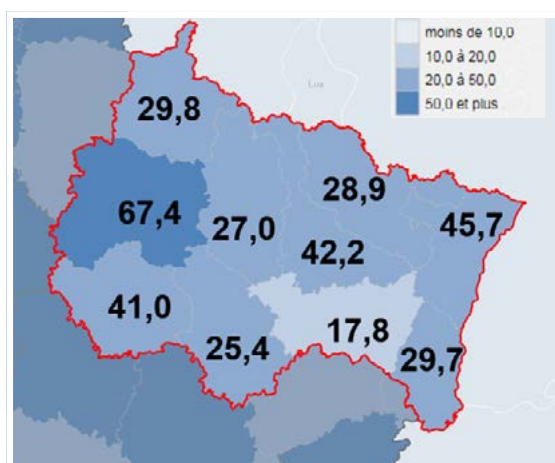 moins de 10,0
10,0 à 20,0
20,0 à 50,0
50,0 et plus
Lux
29,8
28,9
67,4
27,0
45,7
42,2
41,0
17,8
25,4
29,7